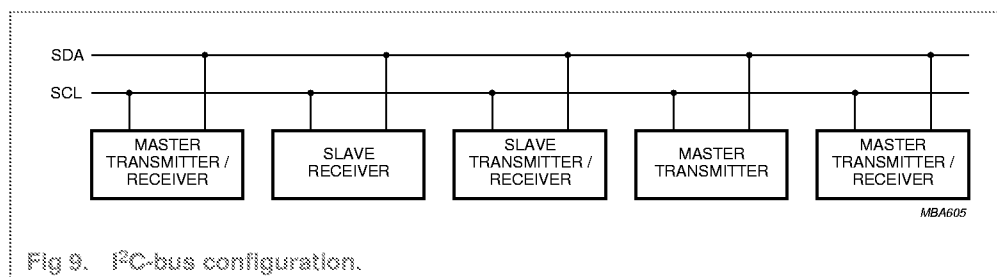 SDA
SCL
MASTER
TRANSMITTER /
RECEIVER
SLAVE
RECEIVER
SLAVE
TRANSMITTER /
RECEIVER
MASTER
TRANSMITTER
MASTER
TRANSMITTER /
RECEIVER
MBA605
Fig 9. I²C-bus configuration.